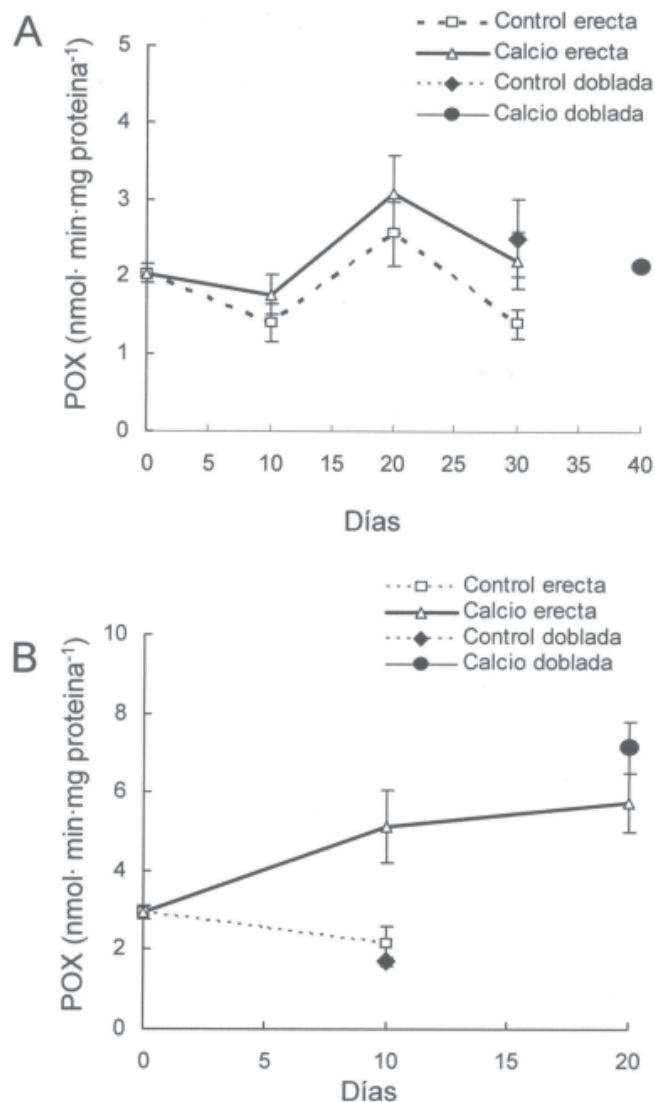 A
Control erecta
Calcio erecta
Control doblada
Calcio doblada
POX (nmol· min·mg proteina-1)
5
4
3
2
1
0
0 5 10 15 20 25 30 35 40
Días
B
Control erecta
Calcio erecta
Control doblada
Calcio doblada
POX (nmol· min·mg proteina-1)
10
8
6
4
2
0
0 5 10 15 20
Días